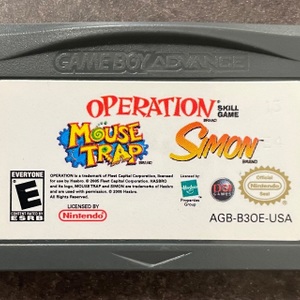 GAME BOY ADVANCE
OPERATION SKILL GAME
BRAND
MOUSE TRAP BRAND
SIMON BRAND
EVERYONE
E
ESRB
OPERATION is a trademark of Fleet Capital Corporation, licensed
for use by Hasbro. © 2005 Fleet Capital Corporation. HASBRO
and its logo, MOUSE TRAP and SIMON are trademarks of Hasbro
and are used with permission. © 2005 Hasbro.
All Rights Reserved.
LICENSED BY
Nintendo
Hasbro
Properties Group
DSI
Games
Official
Nintendo
Seal
AGB-B3OE-USA